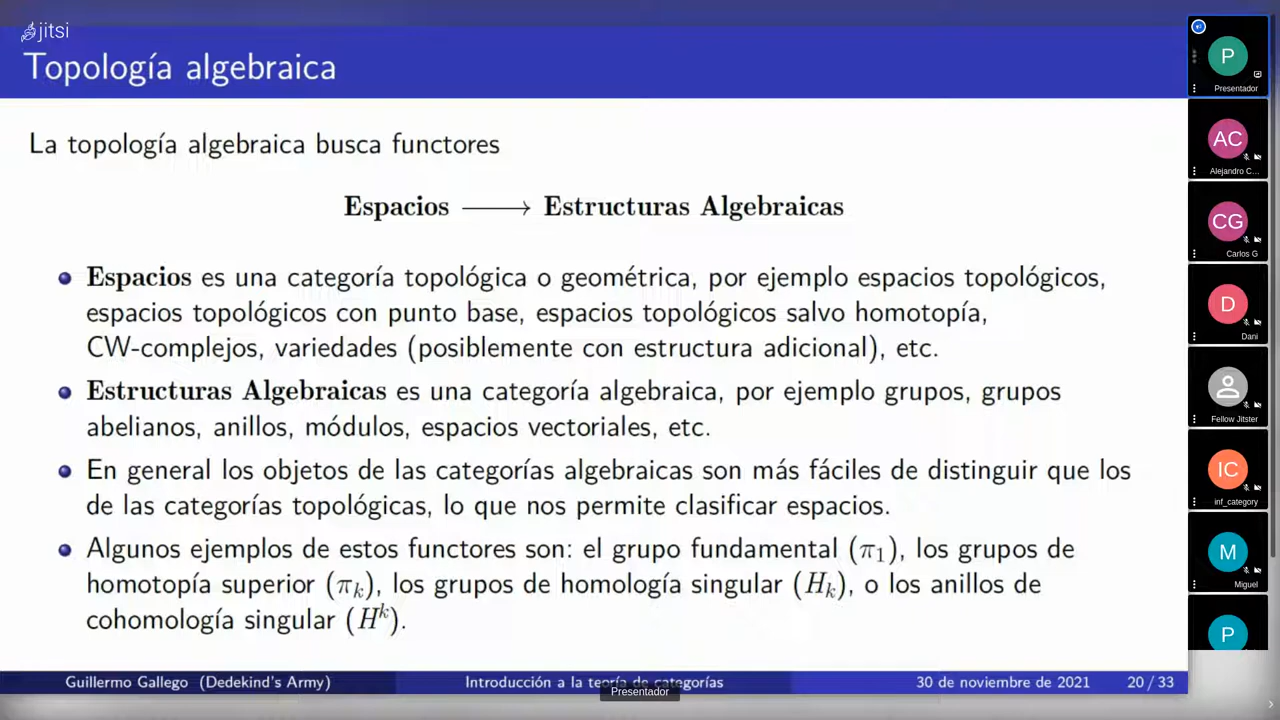 jitsi
Topología algebraica
La topología algebraica busca functores
Espacios ⟶ Estructuras Algebraicas
Espacios es una categoría topológica o geométrica, por ejemplo espacios topológicos,
espacios topológicos con punto base, espacios topológicos salvo homotopía,
CW-complejos, variedades (posiblemente con estructura adicional), etc.
Estructuras Algebraicas es una categoría algebraica, por ejemplo grupos, grupos
abelianos, anillos, módulos, espacios vectoriales, etc.
En general los objetos de las categorías algebraicas son más fáciles de distinguir que los
de las categorías topológicas, lo que nos permite clasificar espacios.
Algunos ejemplos de estos functores son: el grupo fundamental (π₁), los grupos de
homotopía superior (πₖ), los grupos de homología singular (Hₖ), o los anillos de
cohomología singular (Hᵏ).
Guillermo Gallego (Dedekind's Army)
Introducción a la teoría de categorías
30 de noviembre de 2021
20 / 33
Presentador
P
Presentador
AC
Alejandro C...
CG
Carlos G
D
Dani
Fellow Jitster
IC
inf_category
M
Miguel
P